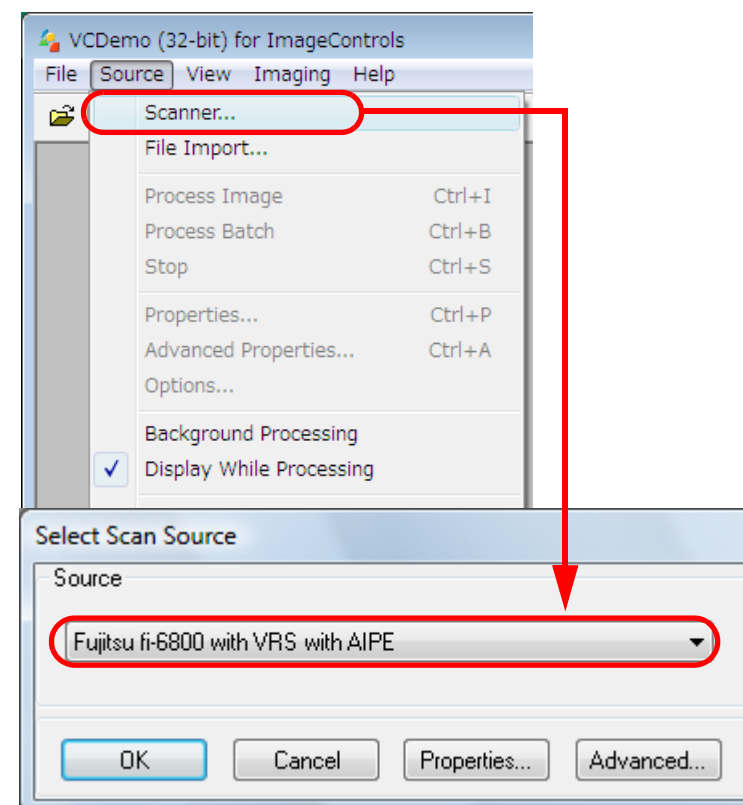 VCDemo (32-bit) for ImageControls
File Source View Imaging Help
Scanner...
File Import...
Process Image Ctrl+I
Process Batch Ctrl+B
Stop Ctrl+S
Properties... Ctrl+P
Advanced Properties... Ctrl+A
Options...
Background Processing
Display While Processing
Select Scan Source
Source
Fujitsu fi-6800 with VRS with AIPE
OK Cancel Properties... Advanced...